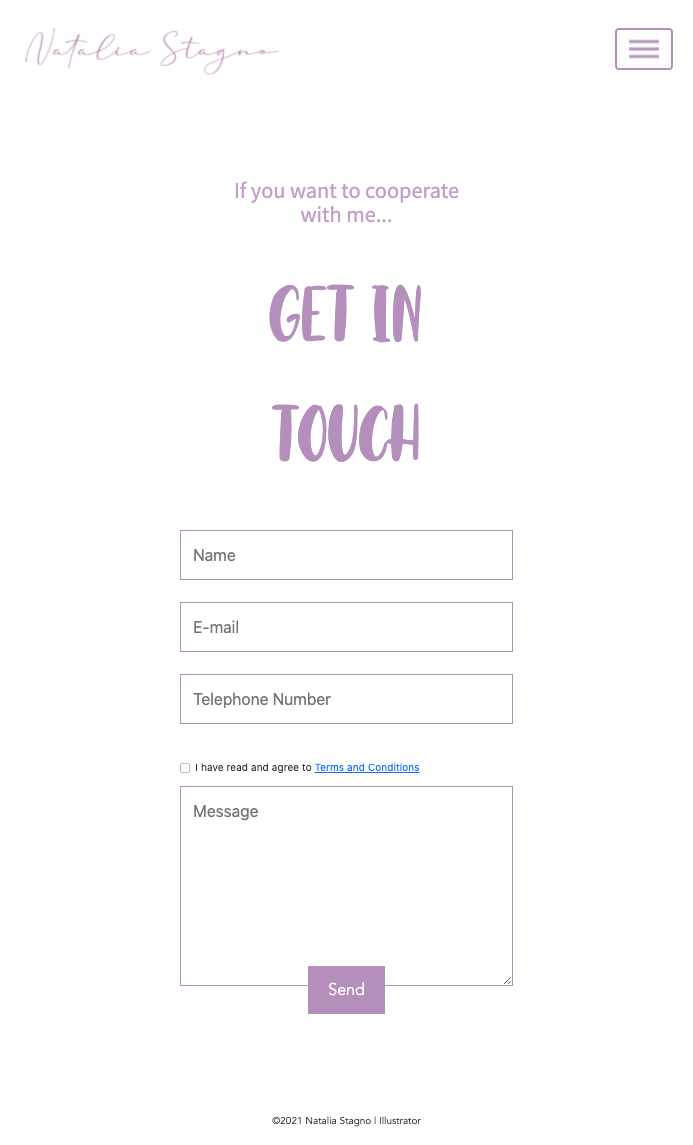 Natalia Stagno
If you want to cooperate
with me...
GET IN
TOUCH
Name
E-mail
Telephone Number
I have read and agree to Terms and Conditions
Message
Send
©2021 Natalia Stagno | Illustrator